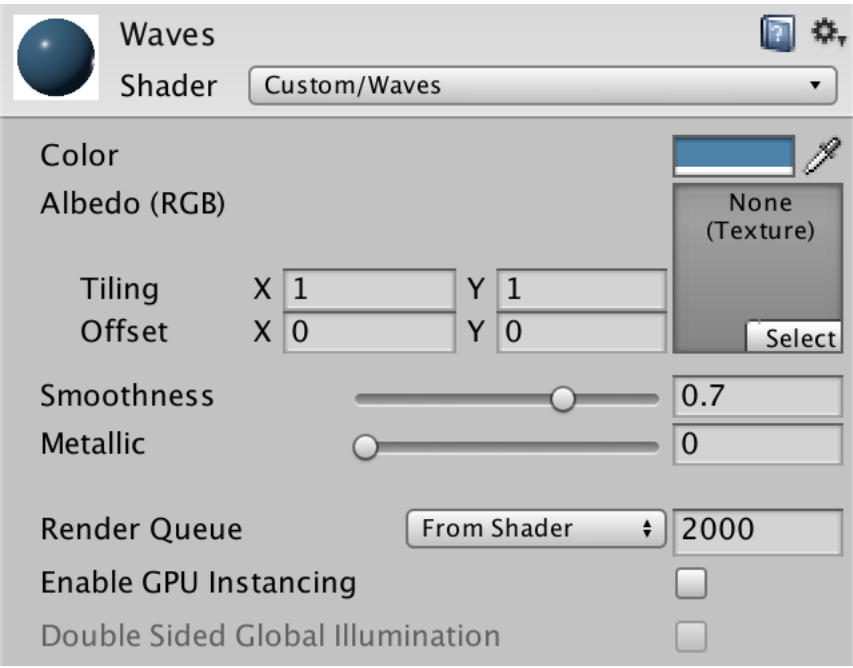 Waves
Shader Custom/Waves
Color
Albedo (RGB) None
(Texture)
Tiling X 1 Y 1
Offset X 0 Y 0
Select
Smoothness 0.7
Metallic 0
Render Queue From Shader 2000
Enable GPU Instancing
Double Sided Global Illumination